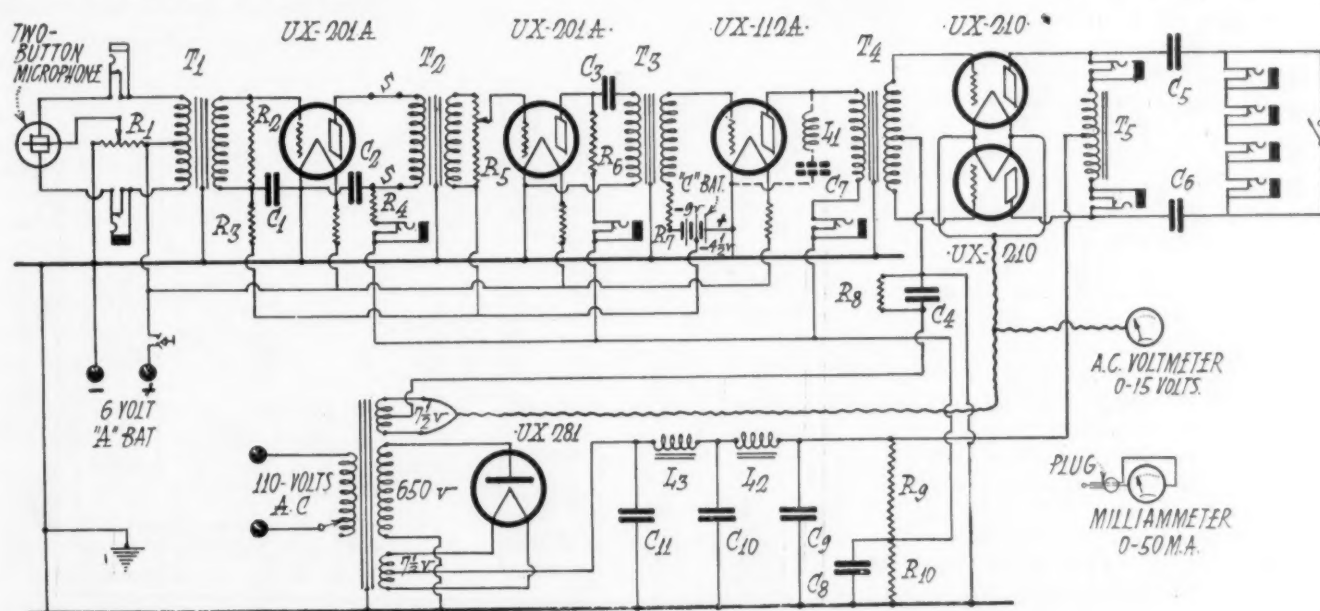 TWO-
BUTTON
MICROPHONE
T1
UX-201A
T2
UX-201A
T3
UX-112A
T4
UX-210
R1
R2
C2
S
S
R5
C3
R6
L1
C7
T5
C5
C6
R3
C1
R4
"C" BAT.
-9v
+
R7
-4½v
UX-210
R8
C4
A.C. VOLTMETER
0-15 VOLTS.
-
+
6 VOLT
"A" BAT
7½v
UX 281
110-VOLTS
A.C
650 v
7½v
L3
L2
R9
C11
C10
C9
C8
R10
PLUG
MILLIAMMETER
0-50 M.A.